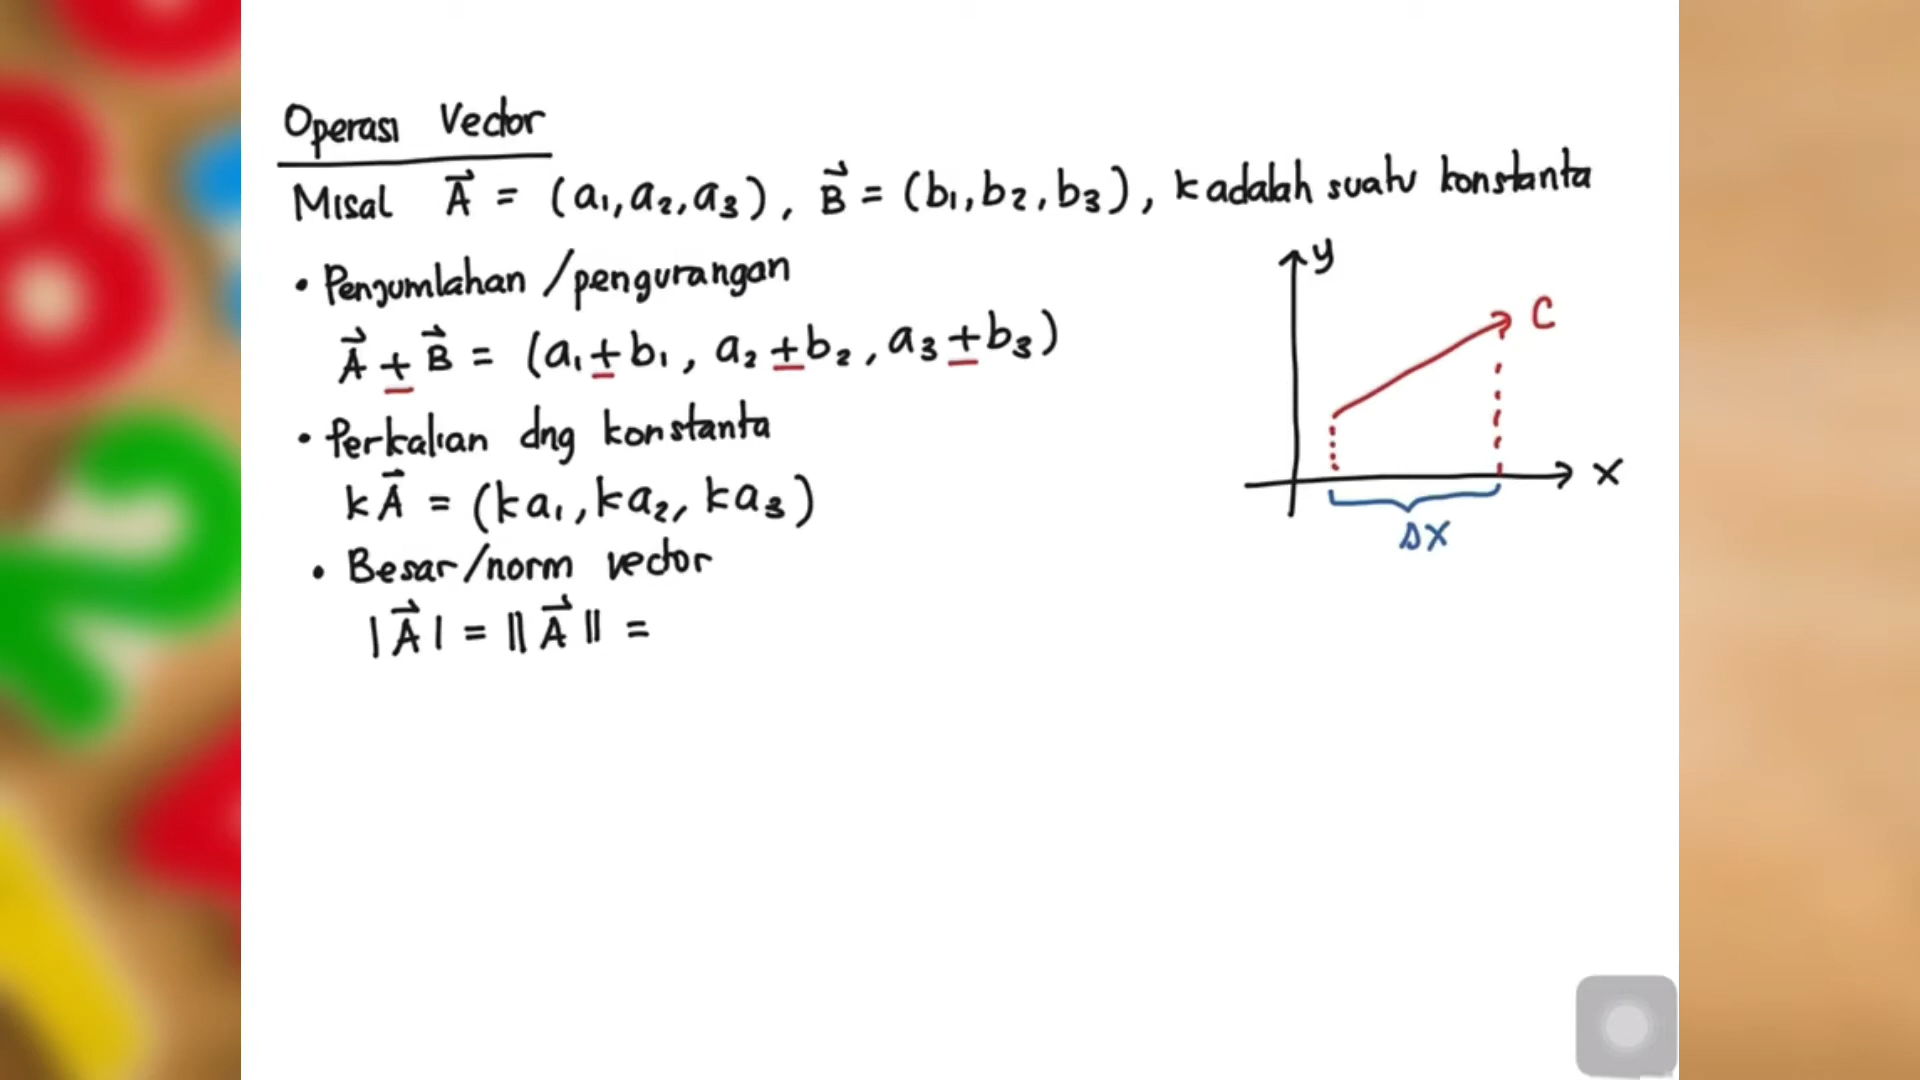 Operasi Vector
Misal A⃗ = (a₁, a₂, a₃), B⃗ = (b₁, b₂, b₃), k adalah suatu konstanta
• Penjumlahan/pengurangan
A⃗ + B⃗ = (a₁ + b₁, a₂ + b₂, a₃ + b₃)
• Perkalian dng konstanta
kA⃗ = (ka₁, ka₂, ka₃)
• Besar/norm vector
|A⃗| = ||A⃗|| =
y
C
x
Δx